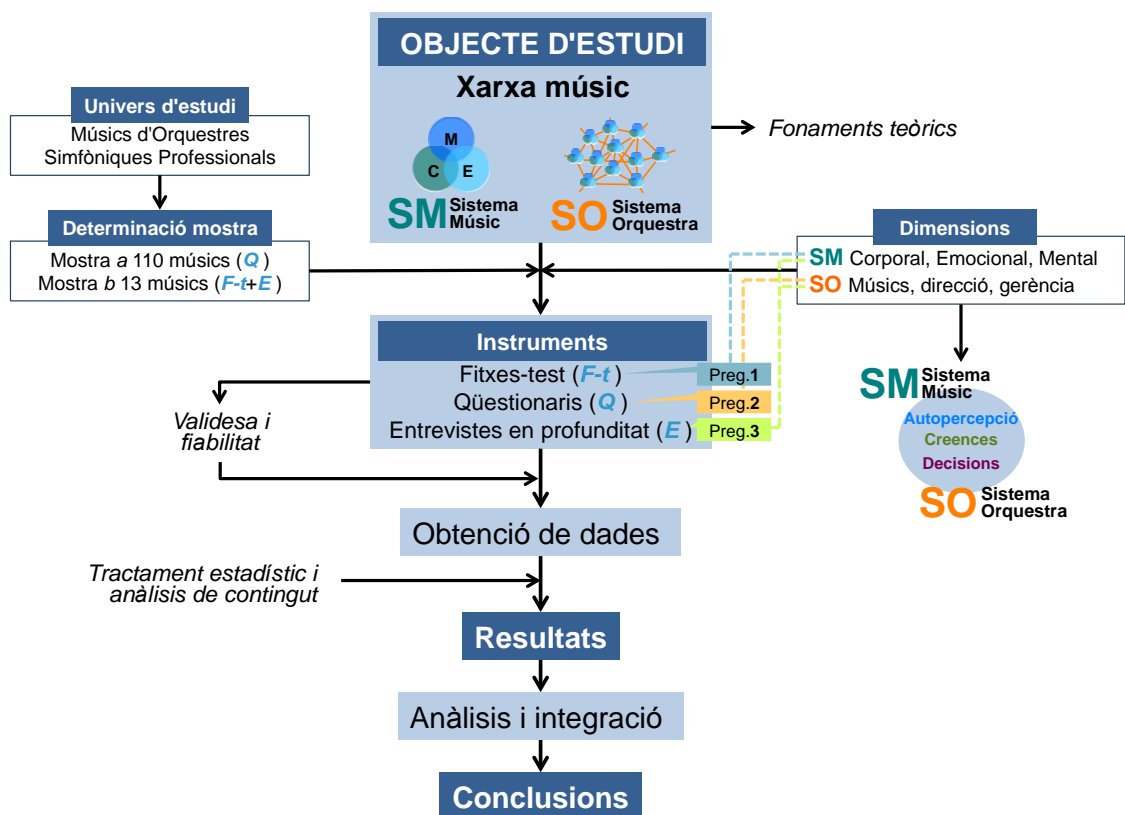 OBJECTE D'ESTUDI
Xarxa músic
M
C E
SM Sistema
Músic
SO Sistema
Orquestra
Fonaments teòrics
Univers d'estudi
Músics d'Orquestres
Simfòniques Professionals
Determinació mostra
Mostra a 110 músics (Q)
Mostra b 13 músics (F-t+E)
Dimensions
SM Corporal, Emocional, Mental
SO Músics, direcció, gerència
Instruments
Fitxes-test (F-t)
Preg.1
Qüestionaris (Q)
Preg.2
Entrevistes en profunditat (E)
Preg.3
Validesa i
fiabilitat
SM Sistema
Músic
Autopercepció
Creences
Decisions
SO Sistema
Orquestra
Obtenció de dades
Tractament estadístic i
anàlisis de contingut
Resultats
Anàlisis i integració
Conclusions